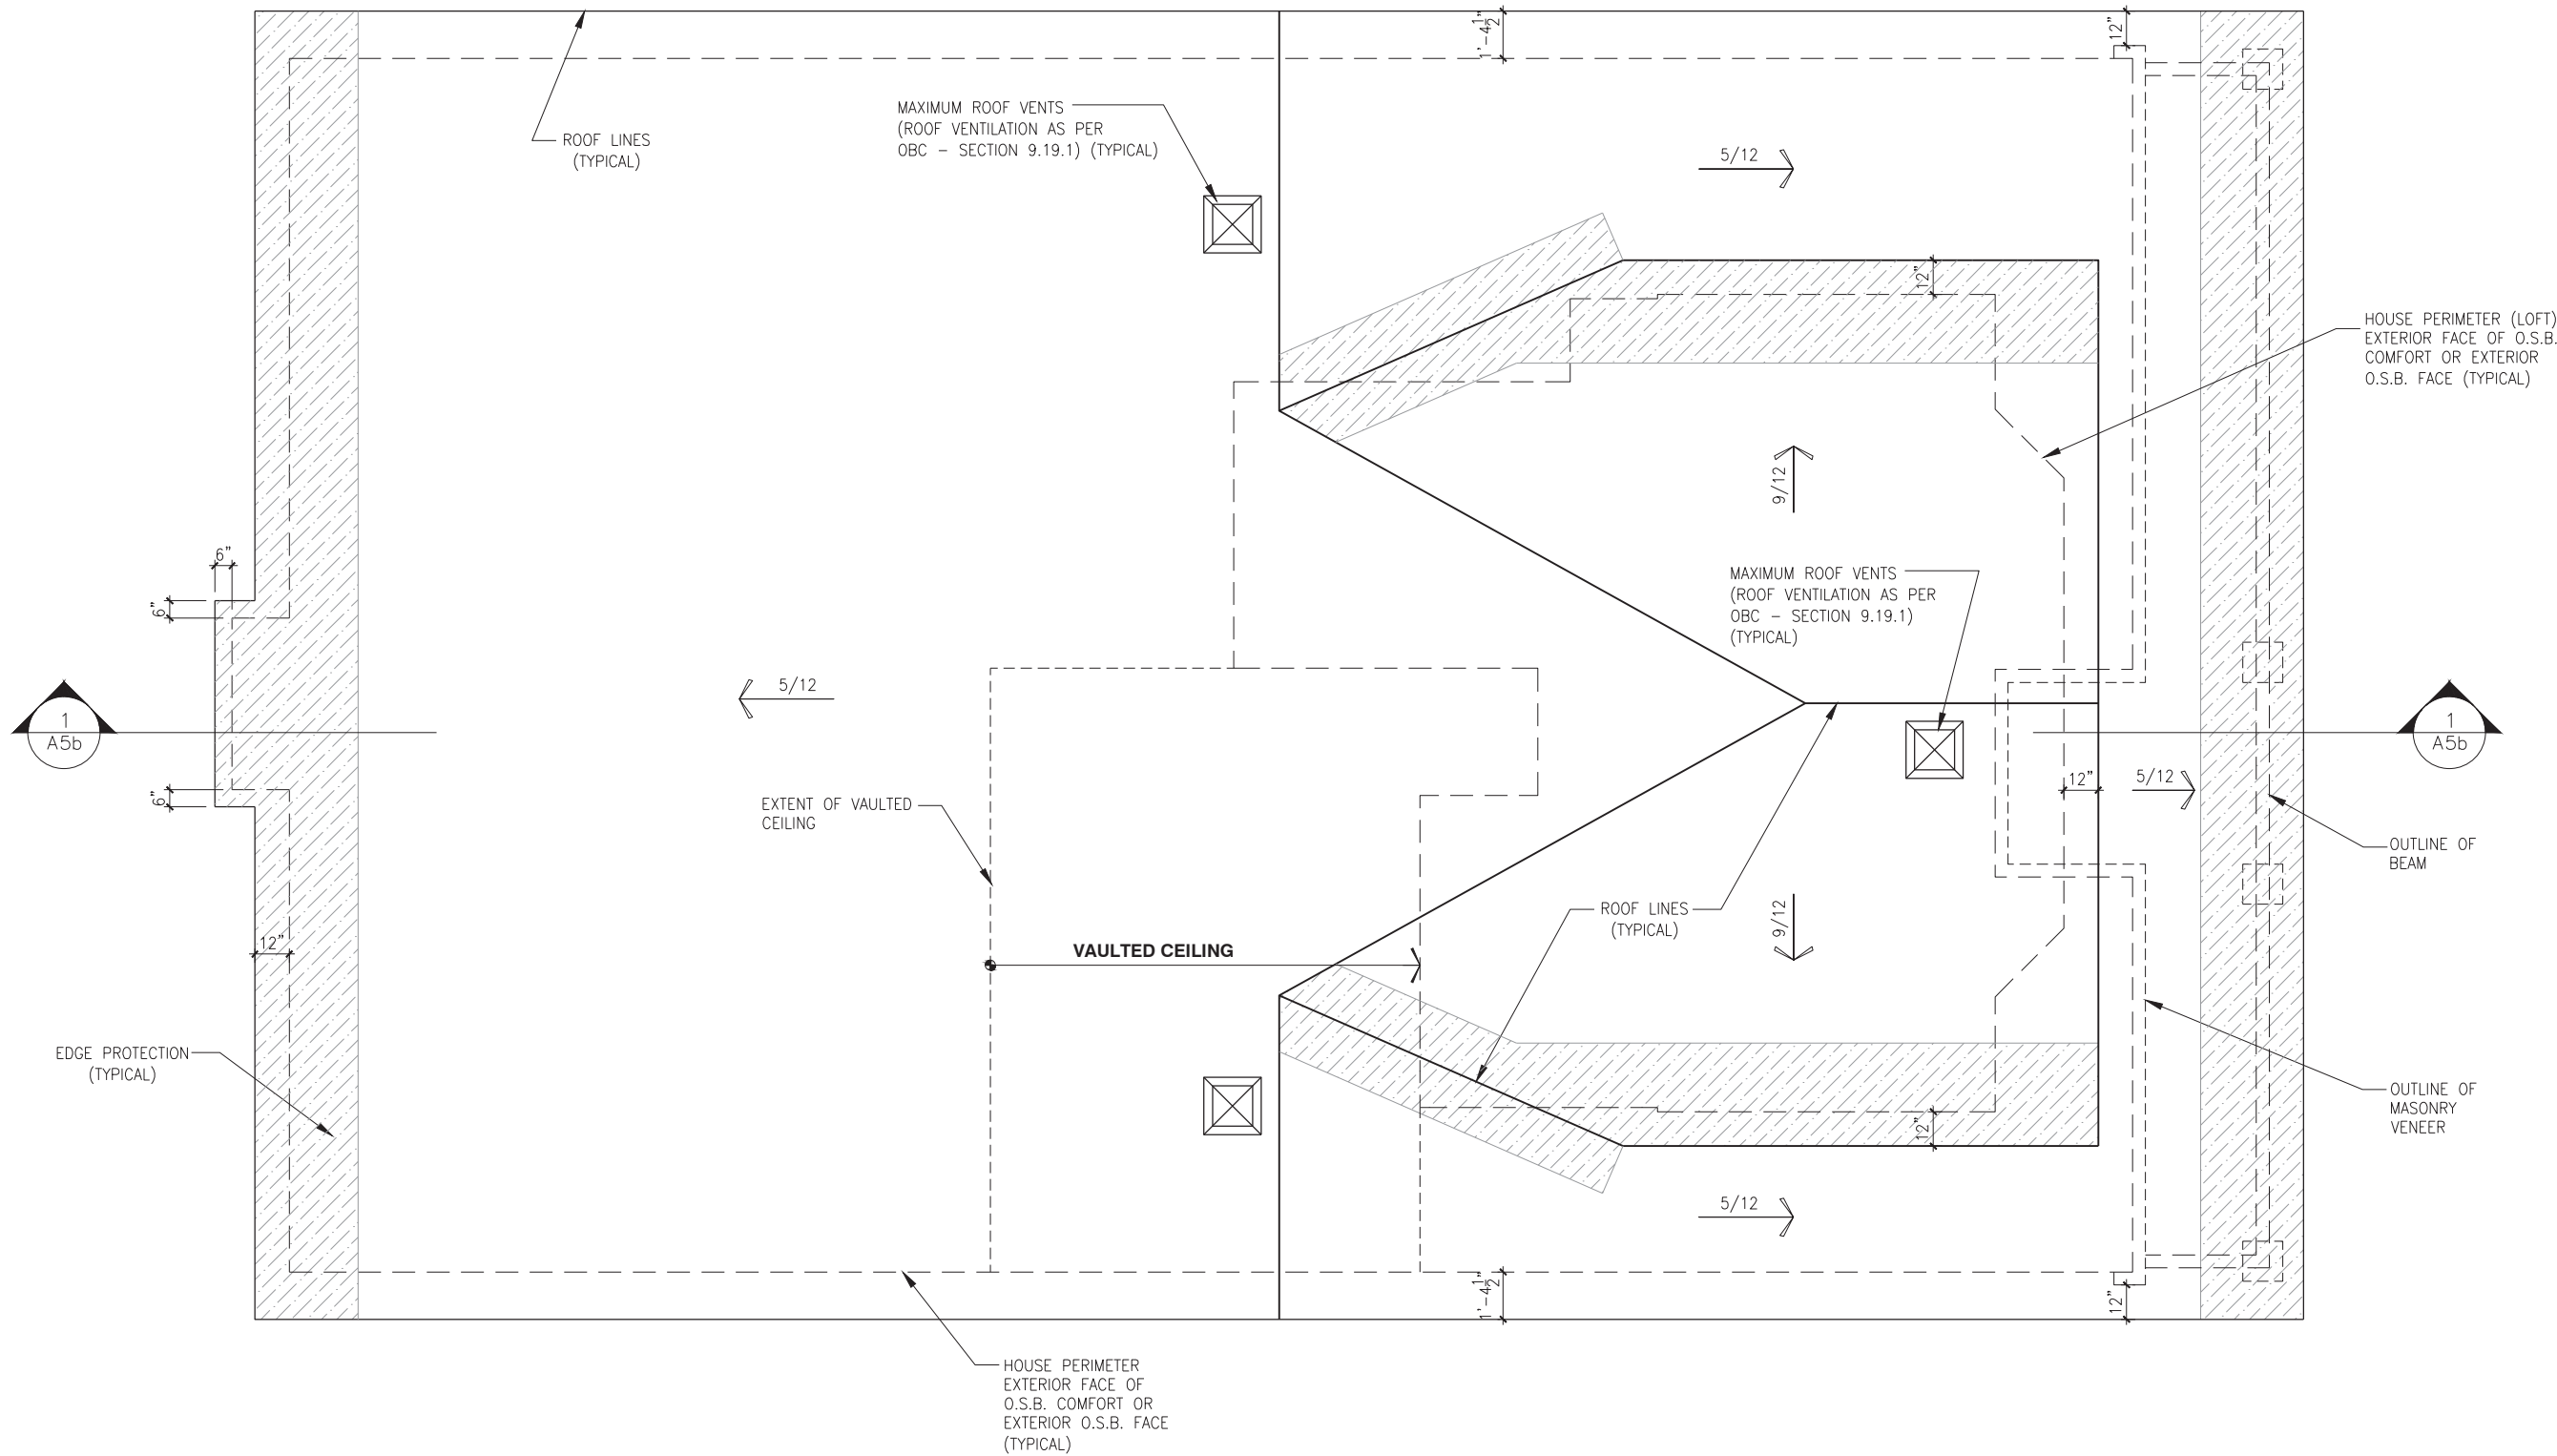 1'-4 1/2"
12"
MAXIMUM ROOF VENTS
(ROOF VENTILATION AS PER
OBC – SECTION 9.19.1) (TYPICAL)
ROOF LINES
(TYPICAL)
5/12
12"
HOUSE PERIMETER (LOFT)
EXTERIOR FACE OF O.S.B.
COMFORT OR EXTERIOR
O.S.B. FACE (TYPICAL)
9/12
6"
6"
MAXIMUM ROOF VENTS
(ROOF VENTILATION AS PER
OBC – SECTION 9.19.1)
(TYPICAL)
5/12
1
A5b
1
A5b
12"
5/12
6"
EXTENT OF VAULTED
CEILING
OUTLINE OF
BEAM
ROOF LINES
(TYPICAL)
9/12
12"
VAULTED CEILING
EDGE PROTECTION
(TYPICAL)
OUTLINE OF
MASONRY
VENEER
12"
5/12
1'-4 1/2"
12"
HOUSE PERIMETER
EXTERIOR FACE OF
O.S.B. COMFORT OR
EXTERIOR O.S.B. FACE
(TYPICAL)